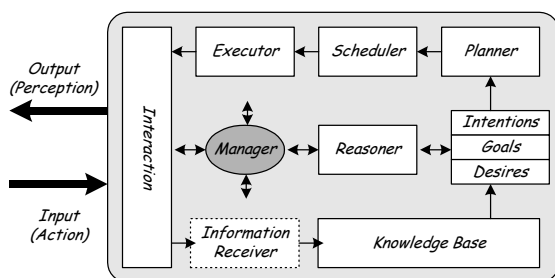 Executor
Scheduler
Planner
Output
(Perception)
Interaction
Intentions
Manager
Reasoner
Goals
Desires
Input
(Action)
Information
Receiver
Knowledge Base